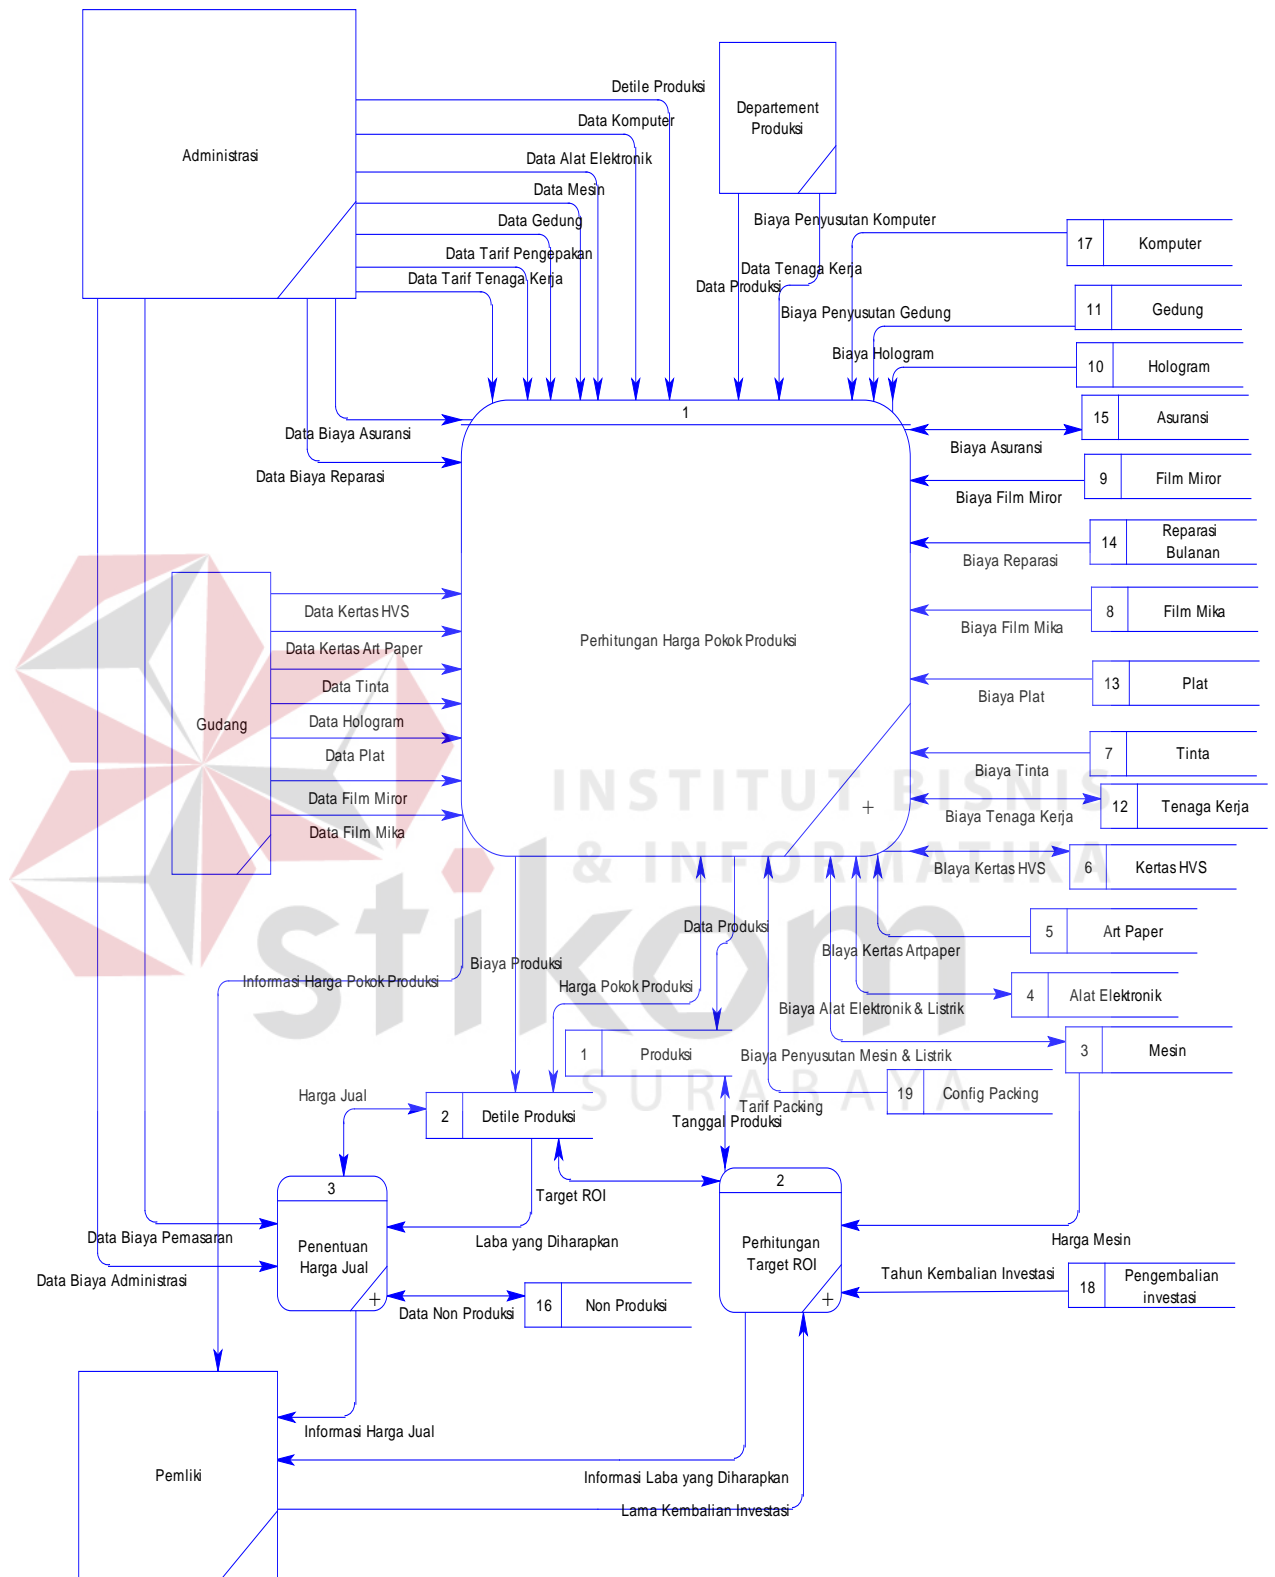 Administrasi
Departement
Produksi
Detile Produksi
Data Komputer
Data Alat Elektronik
Data Mesin
Data Gedung
Data Tarif Pengepakan
Data Tarif Tenaga Kerja
Biaya Penyusutan Komputer
Data Tenaga Kerja
Data Produksi
Biaya Penyusutan Gedung
Biaya Hologram
17 Komputer
11 Gedung
10 Hologram
15 Asuransi
9 Film Miror
14 Reparasi
Bulanan
8 Film Mika
13 Plat
7 Tinta
12 Tenaga Kerja
6 Kertas HVS
5 Art Paper
4 Alat Elektronik
3 Mesin
19 Config Packing
1
Perhitungan Harga Pokok Produksi
+
Data Biaya Asuransi
Data Biaya Reparasi
Biaya Asuransi
Biaya Film Miror
Biaya Reparasi
Biaya Film Mika
Biaya Plat
Biaya Tinta
Biaya Tenaga Kerja
BIaya Kertas HVS
BIaya Kertas Artpaper
Biaya Alat Elektronik & Listrik
Biaya Penyusutan Mesin & Listrik
Tarif Packing
Gudang
Data Kertas HVS
Data Kertas Art Paper
Data Tinta
Data Hologram
Data Plat
Data Film Miror
Data Film Mika
INSTITUT BISNIS
& INFORMATIKA
stikom
SURABAYA
Informasi Harga Pokok Produksi
Biaya Produksi
Harga Pokok Produksi
Data Produksi
1 Produksi
2 Detile Produksi
Harga Jual
Tanggal Produksi
Target ROI
Laba yang Diharapkan
3
Penentuan
Harga Jual
+
2
Perhitungan
Target ROI
+
Data Biaya Pemasaran
Data Biaya Administrasi
Data Non Produksi
16 Non Produksi
Harga Mesin
Tahun Kembalian Investasi
18 Pengembalian
investasi
Informasi Harga Jual
Pemliki
Informasi Laba yang Diharapkan
Lama Kembalian Investasi